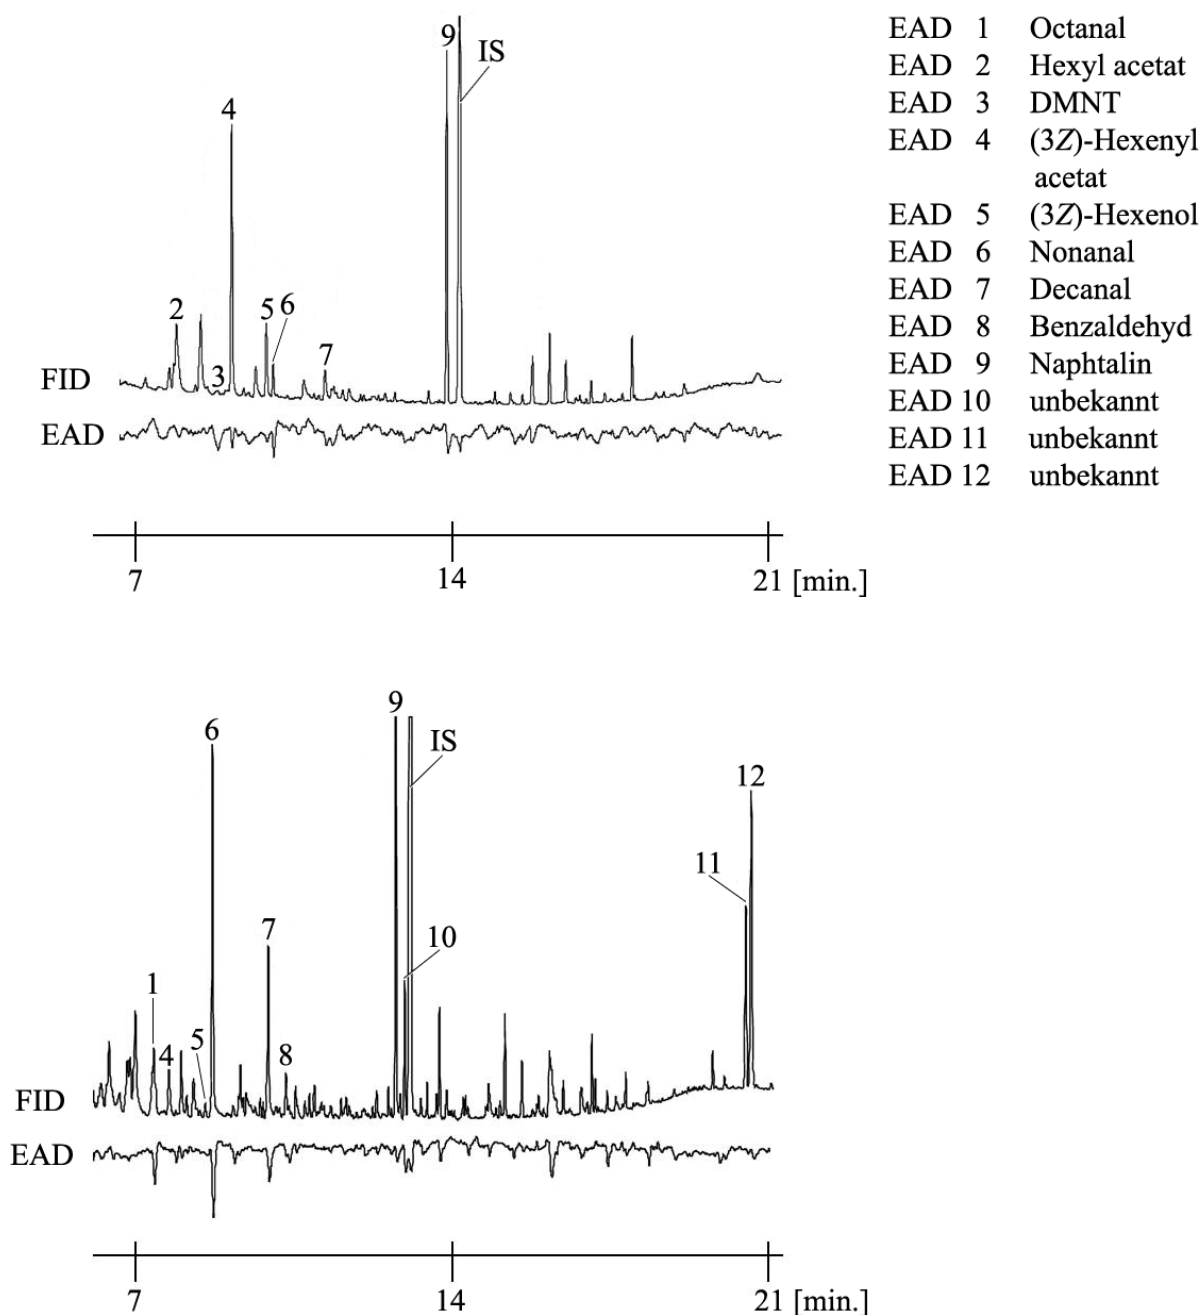 9
IS
4
2
5
6
3
7
FID
EAD
7
14
21 [min.]
EAD 1 Octanal
EAD 2 Hexyl acetat
EAD 3 DMNT
EAD 4 (3Z)-Hexenyl
acetat
EAD 5 (3Z)-Hexenol
EAD 6 Nonanal
EAD 7 Decanal
EAD 8 Benzaldehyd
EAD 9 Naphtalin
EAD 10 unbekannt
EAD 11 unbekannt
EAD 12 unbekannt
9
6
IS
12
11
7
10
1
5
4
8
FID
EAD
7
14
21 [min.]